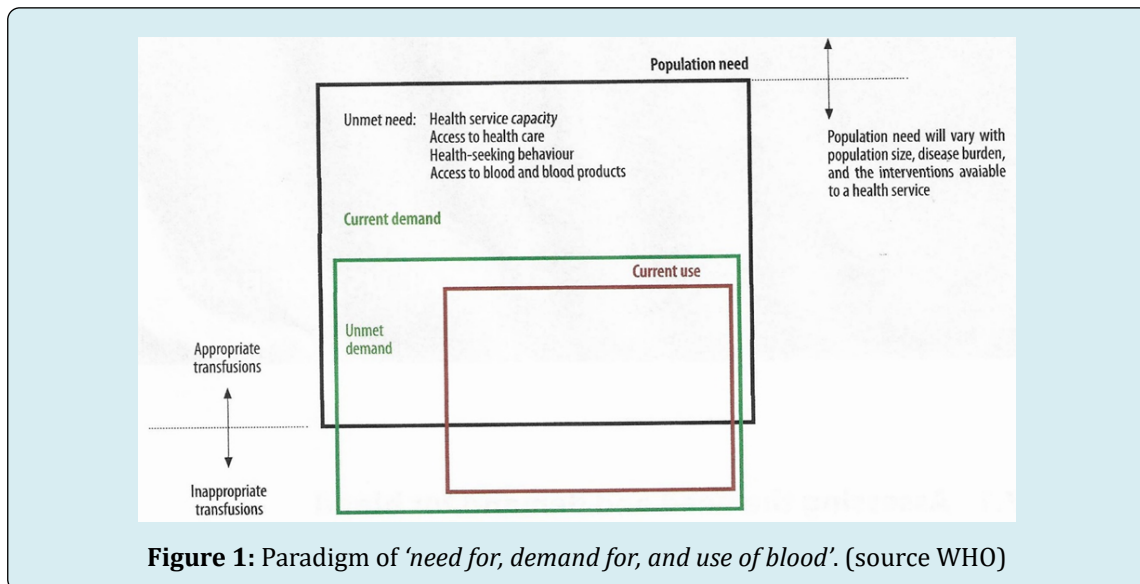 Population need
Unmet need: Health service capacity
Access to health care
Health-seeking behaviour
Access to blood and blood products
Population need will vary with
population size, disease burden,
and the interventions avaiable
to a health service
Current demand
Current use
Unmet
demand
Appropriate
transfusions
Inappropriate
transfusions
Figure 1: Paradigm of ‘need for, demand for, and use of blood’. (source WHO)